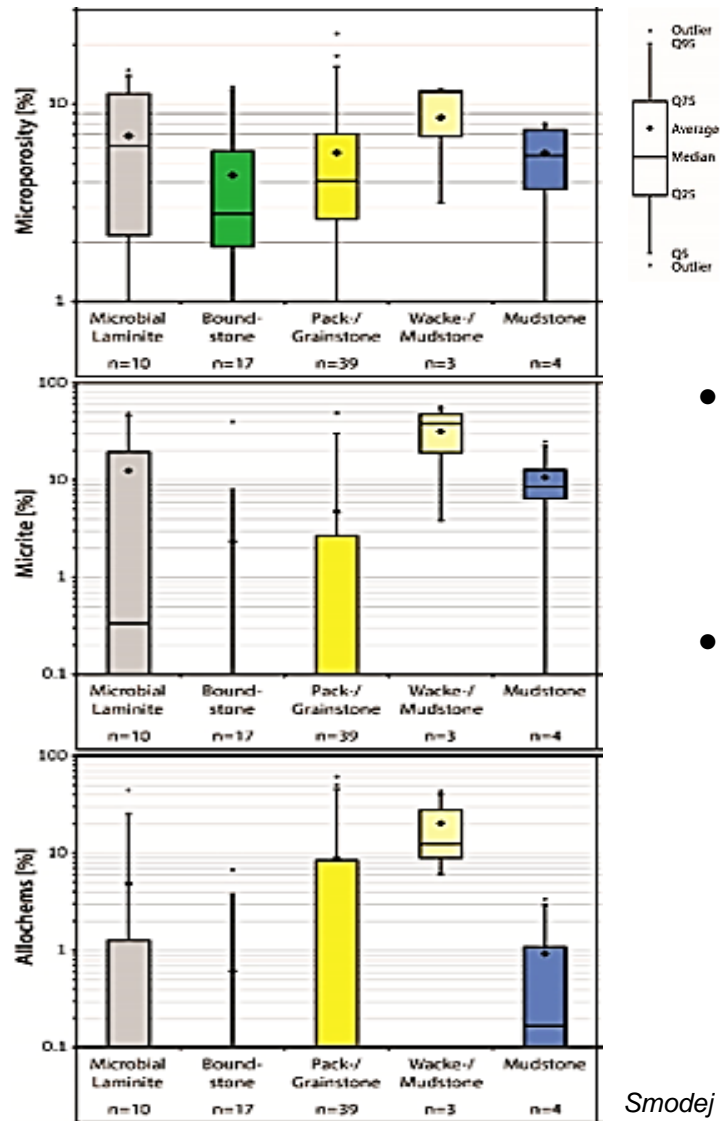 Microporosity [%]
10
1
Microbial Laminite
Bound-stone
Pack-/ Grainstone
Wacke-/ Mudstone
Mudstone
n=10
n=17
n=39
n=3
n=4
Outlier
Q95
Q75
Average
Median
Q25
Q5
Outlier
Micrite [%]
100
10
1
0.1
Microbial Laminite
Bound-stone
Pack-/ Grainstone
Wacke-/ Mudstone
Mudstone
n=10
n=17
n=39
n=3
n=4
Allochems [%]
100
10
1
0.1
Microbial Laminite
Bound-stone
Pack-/ Grainstone
Wacke-/ Mudstone
Mudstone
n=10
n=17
n=39
n=3
n=4
Smodej